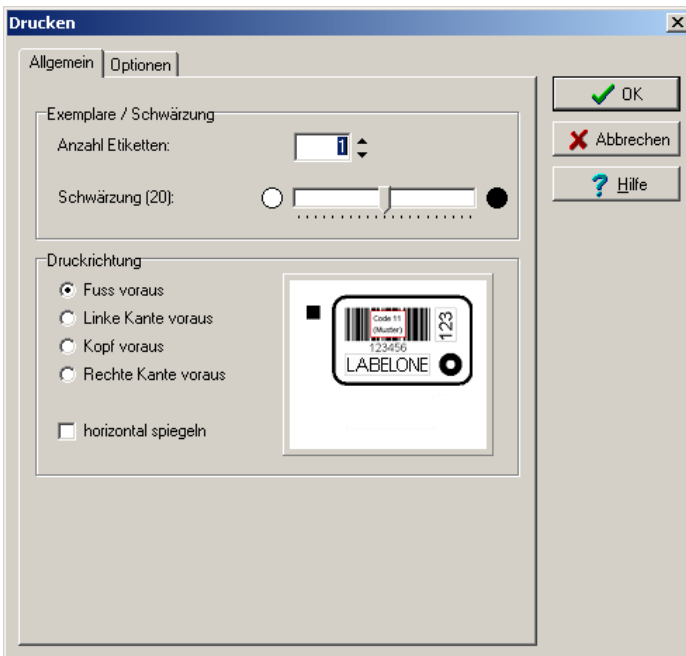 Drucken
Allgemein
Optionen
OK
Abbrechen
Hilfe
Exemplare / Schwärzung
Anzahl Etiketten:
1
Schwärzung (20):
Druckrichtung
Fuss voraus
Linke Kante voraus
Kopf voraus
Rechte Kante voraus
horizontal spiegeln
Code 11
(Muster)
123456
123
LABELONE